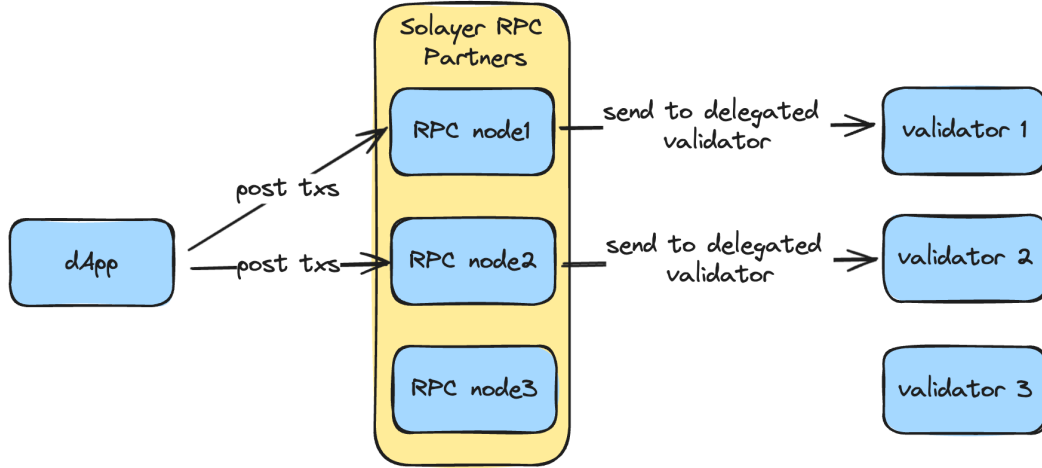 Solayer RPC
Partners
RPC node1
send to delegated
validator
validator 1
post txs
dApp
post txs
RPC node2
send to delegated
validator
validator 2
RPC node3
validator 3